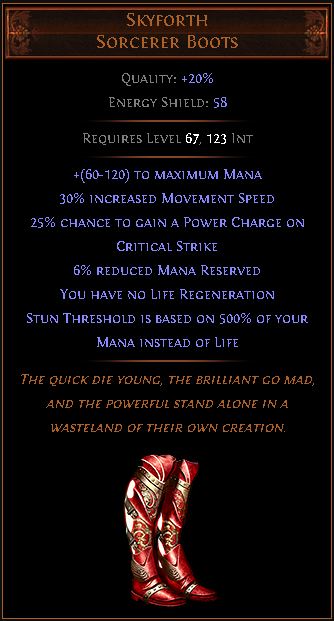 Skyforth
Sorcerer Boots
Quality: +20%
Energy Shield: 58
Requires Level 67, 123 Int
+(60-120) to maximum Mana
30% increased Movement Speed
25% chance to gain a Power Charge on
Critical Strike
6% reduced Mana Reserved
You have no Life Regeneration
Stun Threshold is based on 500% of your
Mana instead of Life
The quick die young, the brilliant go mad,
and the powerful stand alone in a
wasteland of their own creation.